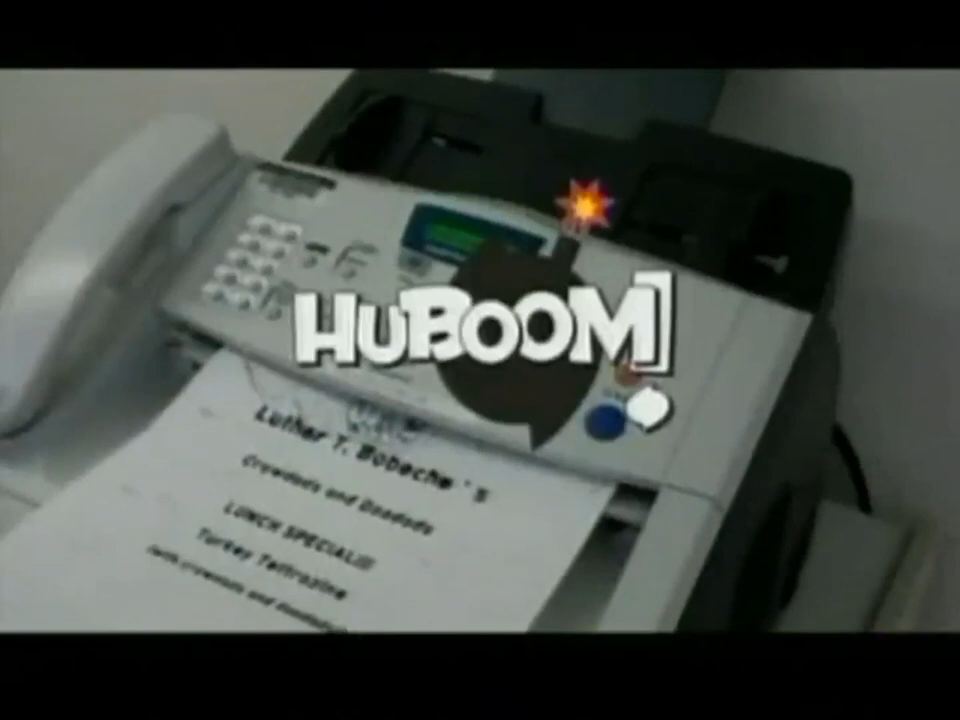 HUBOOM]
Luther T. Bobeche 's
Crowdads and Doodads
LUNCH SPECIAL!!!
Turkey Tettrazine